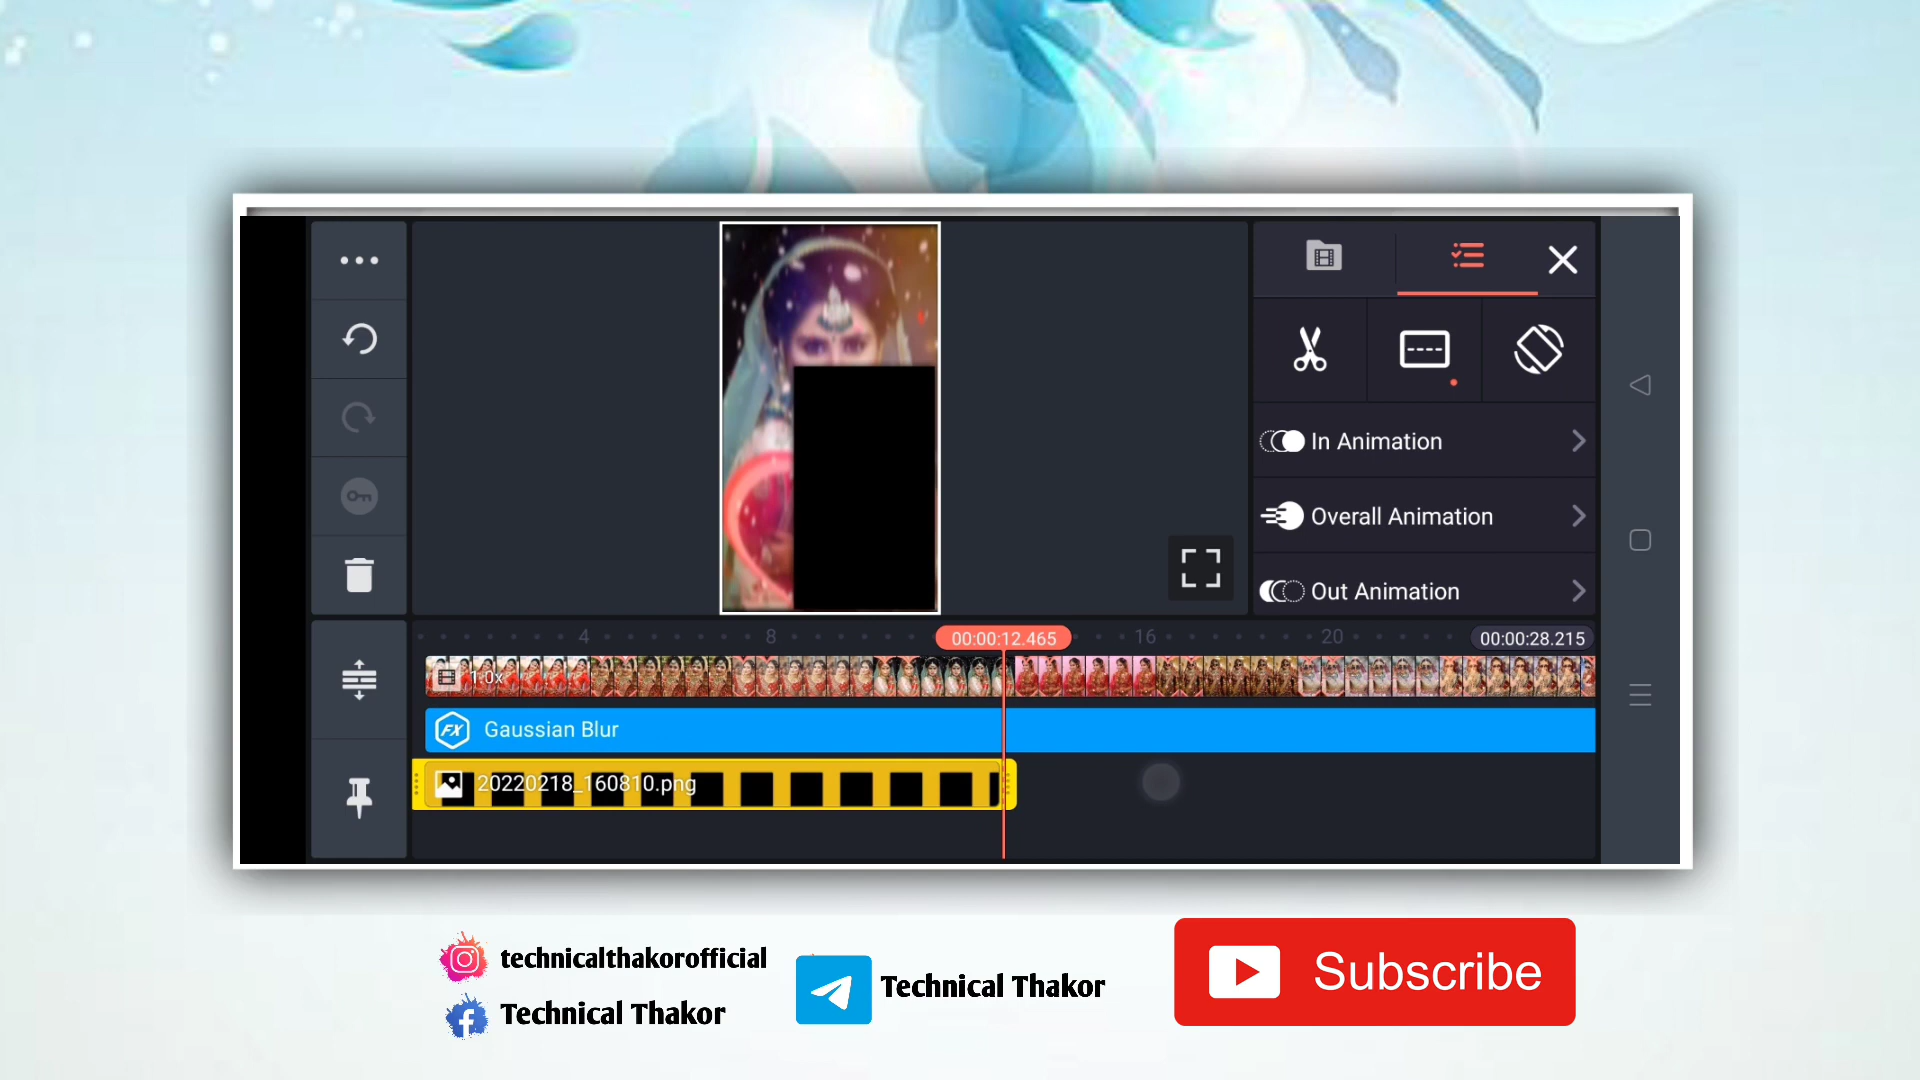 In Animation
Overall Animation
Out Animation
4
8
00:00:12.465
16
20
00:00:28.215
1.0x
FX
Gaussian Blur
20220218_160810.png
technicalthakorofficial
Technical Thakor
Technical Thakor
Subscribe